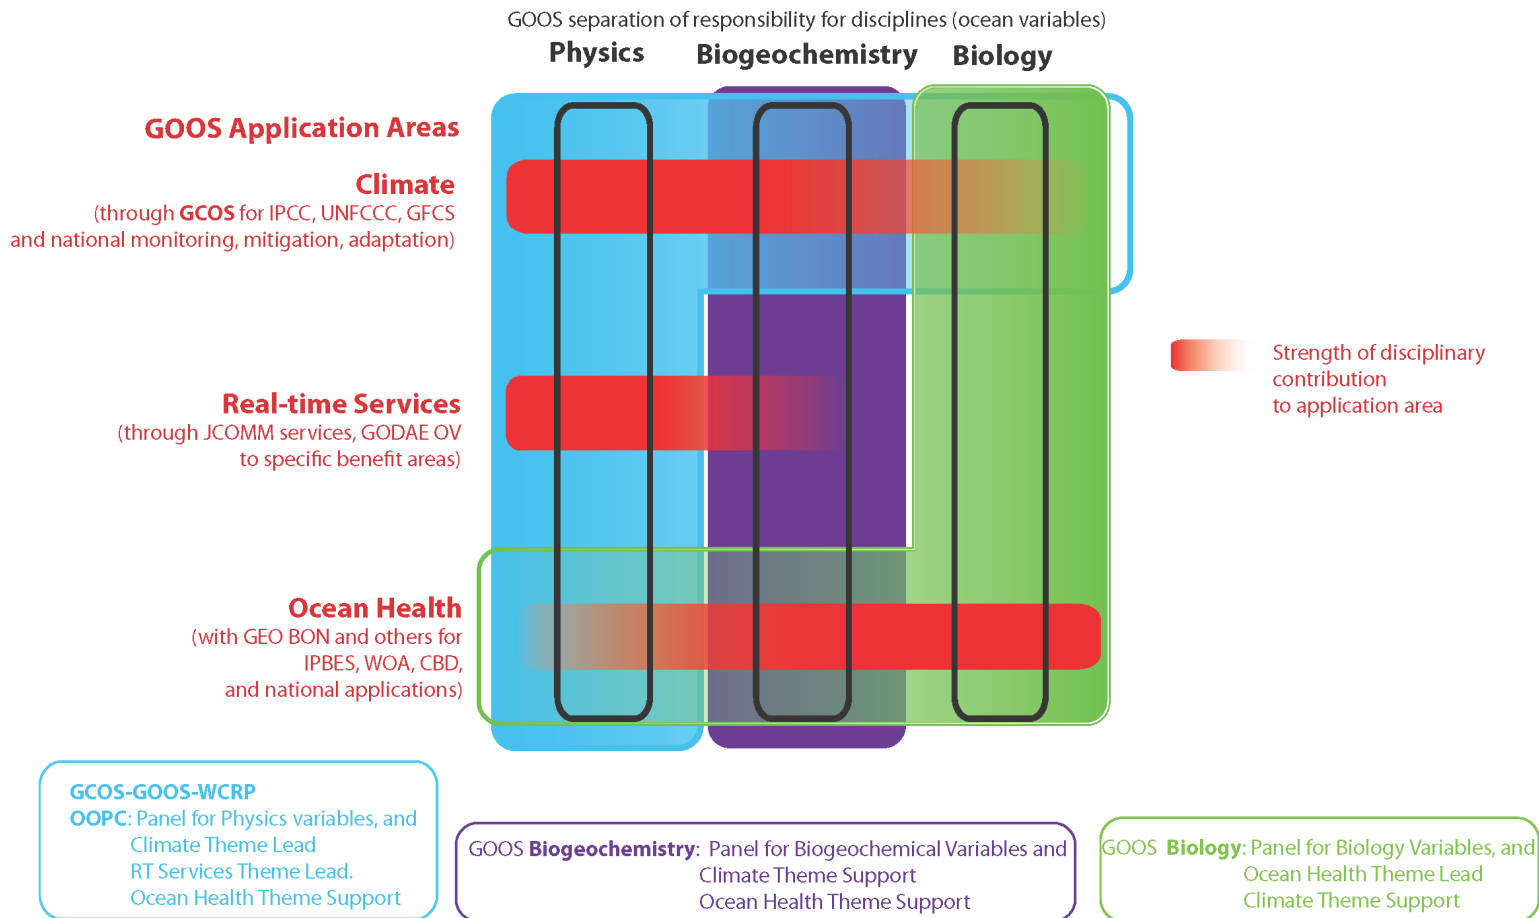 GOOS separation of responsibility for disciplines (ocean variables)
Physics
Biogeochemistry
Biology
GOOS Application Areas
Climate
(through GCOS for IPCC, UNFCCC, GFCS
and national monitoring, mitigation, adaptation)
Real-time Services
(through JCOMM services, GODAE OV
to specific benefit areas)
Strength of disciplinary
contribution
to application area
Ocean Health
(with GEO BON and others for
IPBES, WOA, CBD,
and national applications)
GCOS-GOOS-WCRP
OOPC: Panel for Physics variables, and
Climate Theme Lead
RT Services Theme Lead.
Ocean Health Theme Support
GOOS Biogeochemistry: Panel for Biogeochemical Variables and
Climate Theme Support
Ocean Health Theme Support
GOOS Biology: Panel for Biology Variables, and
Ocean Health Theme Lead
Climate Theme Support